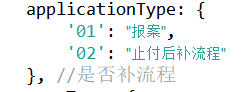 applicationType: {
'01': "报案",
'02': "止付后补流程"
}, //是否补流程